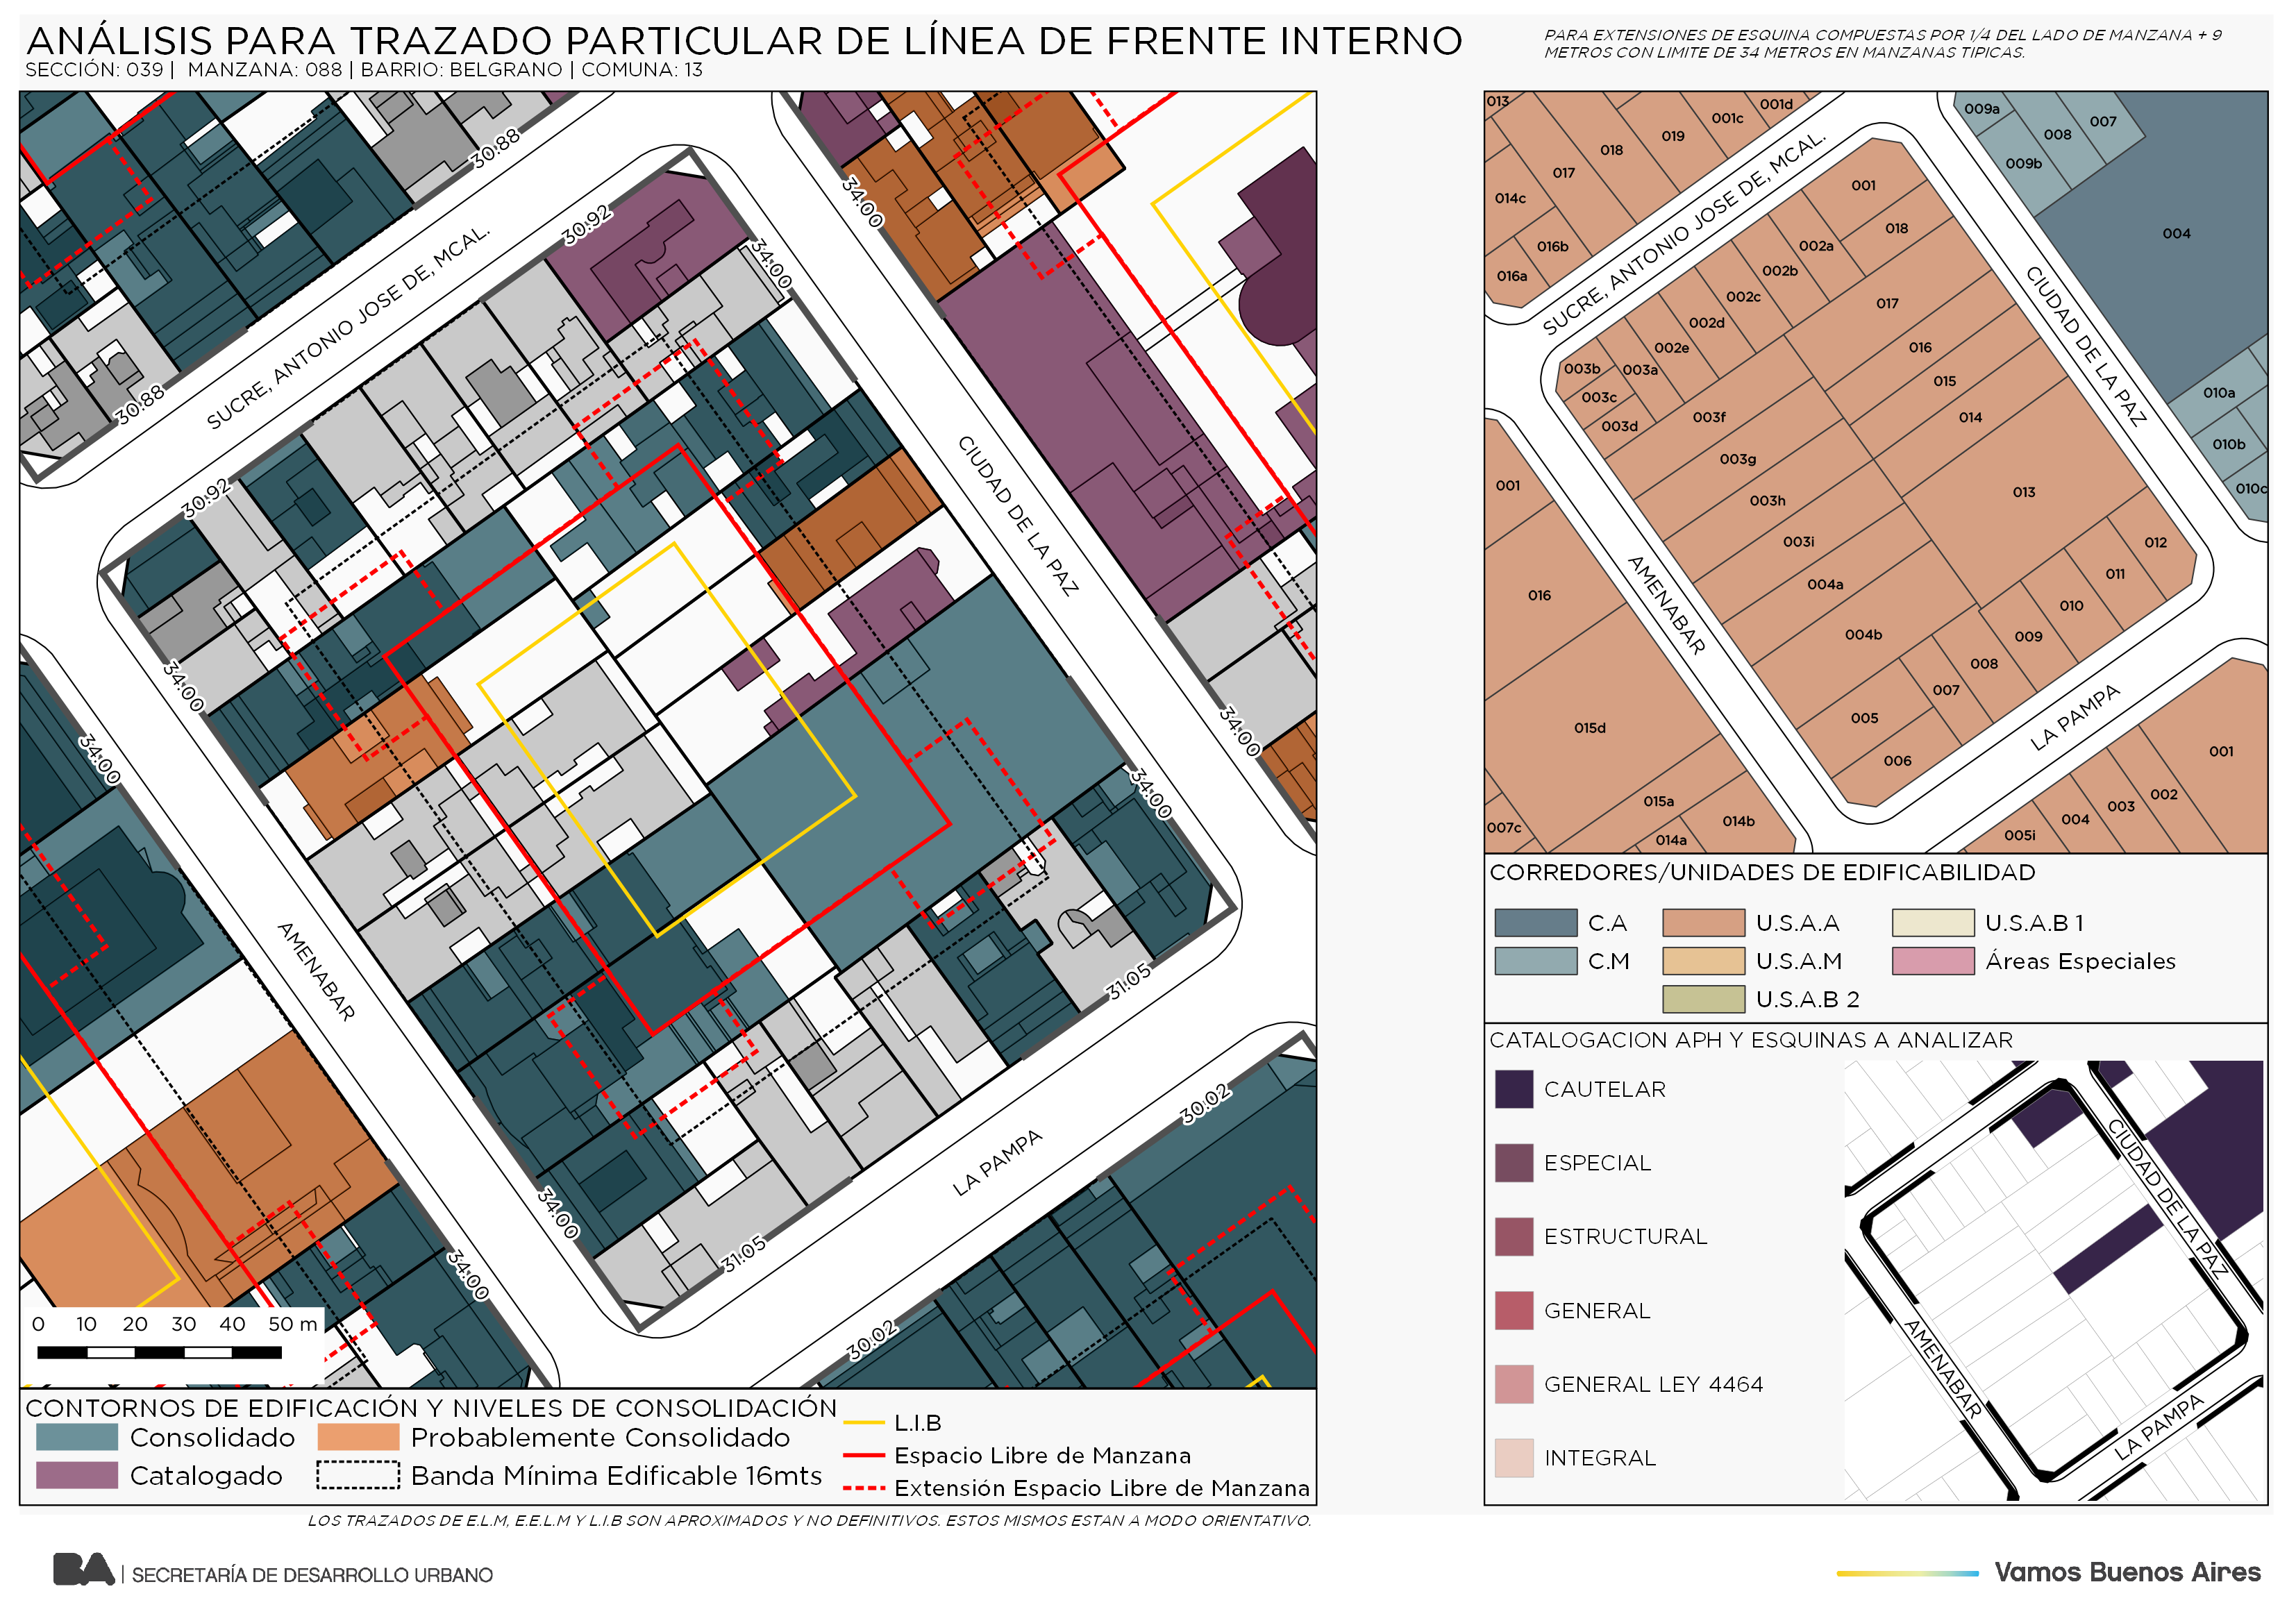 ANÁLISIS PARA TRAZADO PARTICULAR DE LÍNEA DE FRENTE INTERNO
SECCIÓN: 039 | MANZANA: 088 | BARRIO: BELGRANO | COMUNA: 13
PARA EXTENSIONES DE ESQUINA COMPUESTAS POR 1/4 DEL LADO DE MANZANA + 9
METROS CON LIMITE DE 34 METROS EN MANZANAS TIPICAS.
30.88
30.88
SUCRE, ANTONIO JOSE DE, MCAL.
30.92
30.92
34.00
34.00
34.00
34.00
CIUDAD DE LA PAZ
34.00
34.00
AMENABAR
34.00
34.00
31.05
31.05
LA PAMPA
30.02
30.02
0 10 20 30 40 50 m
CONTORNOS DE EDIFICACIÓN Y NIVELES DE CONSOLIDACIÓN
Consolidado
Probablemente Consolidado
Catalogado
Banda Mínima Edificable 16mts
L.I.B
Espacio Libre de Manzana
Extensión Espacio Libre de Manzana
LOS TRAZADOS DE E.L.M, E.E.L.M Y L.I.B SON APROXIMADOS Y NO DEFINITIVOS. ESTOS MISMOS ESTAN A MODO ORIENTATIVO.
013
014c
016a
016b
017
018
019
001c
001d
009a
009b
008
007
004
010a
010b
010c
SUCRE, ANTONIO JOSE DE, MCAL.
CIUDAD DE LA PAZ
001
018
002a
002b
002c
002d
002e
003a
003b
003c
003d
017
016
015
014
013
003f
003g
003h
003i
004a
004b
012
011
010
009
008
007
005
006
AMENABAR
LA PAMPA
001
016
015d
015a
014b
014a
007c
001
002
003
004
005i
CORREDORES/UNIDADES DE EDIFICABILIDAD
C.A
U.S.A.A
U.S.A.B 1
C.M
U.S.A.M
Áreas Especiales
U.S.A.B 2
CATALOGACION APH Y ESQUINAS A ANALIZAR
CAUTELAR
ESPECIAL
ESTRUCTURAL
GENERAL
GENERAL LEY 4464
INTEGRAL
CIUDAD DE LA PAZ
AMENABAR
LA PAMPA
BA | SECRETARÍA DE DESARROLLO URBANO
Vamos Buenos Aires